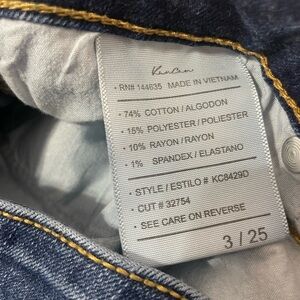 KanCan
• RN# 144635 MADE IN VIETNAM
• 74% COTTON / ALGODON
• 15% POLYESTER / POLIESTER
• 10% RAYON / RAYON
• 1% SPANDEX / ELASTANO
• STYLE / ESTILO # KC8429D
• CUT # 32754
• SEE CARE ON REVERSE
3 / 25